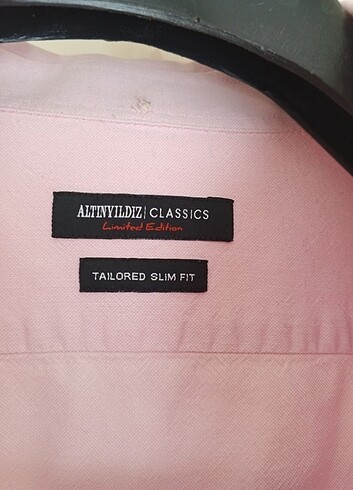 ALTINYILDIZ | CLASSICS
Limited Edition
TAILORED SLIM FIT